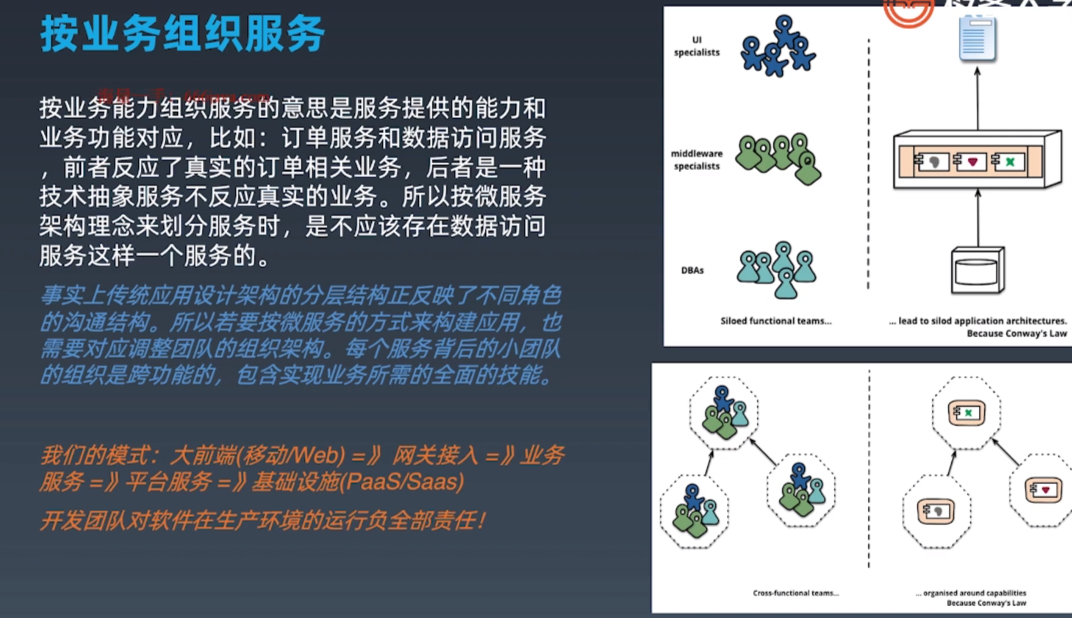 按业务组织服务
按业务能力组织服务的意思是服务提供的能力和
业务功能对应，比如：订单服务和数据访问服务
，前者反应了真实的订单相关业务，后者是一种
技术抽象服务不反应真实的业务。所以按微服务
架构理念来划分服务时，是不应该存在数据访问
服务这样一个服务的。
事实上传统应用设计架构的分层结构正反映了不同角色
的沟通结构。所以若要按微服务的方式来构建应用，也
需要对应调整团队的组织架构。每个服务背后的小团队
的组织是跨功能的，包含实现业务所需的全面的技能。
我们的模式：大前端(移动/Web) =》 网关接入 =》业务
服务 =》平台服务 =》基础设施(PaaS/Saas)
开发团队对软件在生产环境的运行负全部责任！
UI
specialists
middleware
specialists
DBAs
Siloed functional teams...
... lead to silod application architectures.
Because Conway's Law
Cross-functional teams...
... organised around capabilities
Because Conway's Law